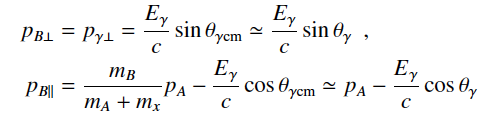 p_{B⊥} = p_{γ⊥} = \frac{E_γ}{c} sin θ_{γcm} ≃ \frac{E_γ}{c} sin θ_γ ,
p_{B∥} = \frac{m_B}{m_A + m_x} p_A − \frac{E_γ}{c} cos θ_{γcm} ≃ p_A − \frac{E_γ}{c} cos θ_γ